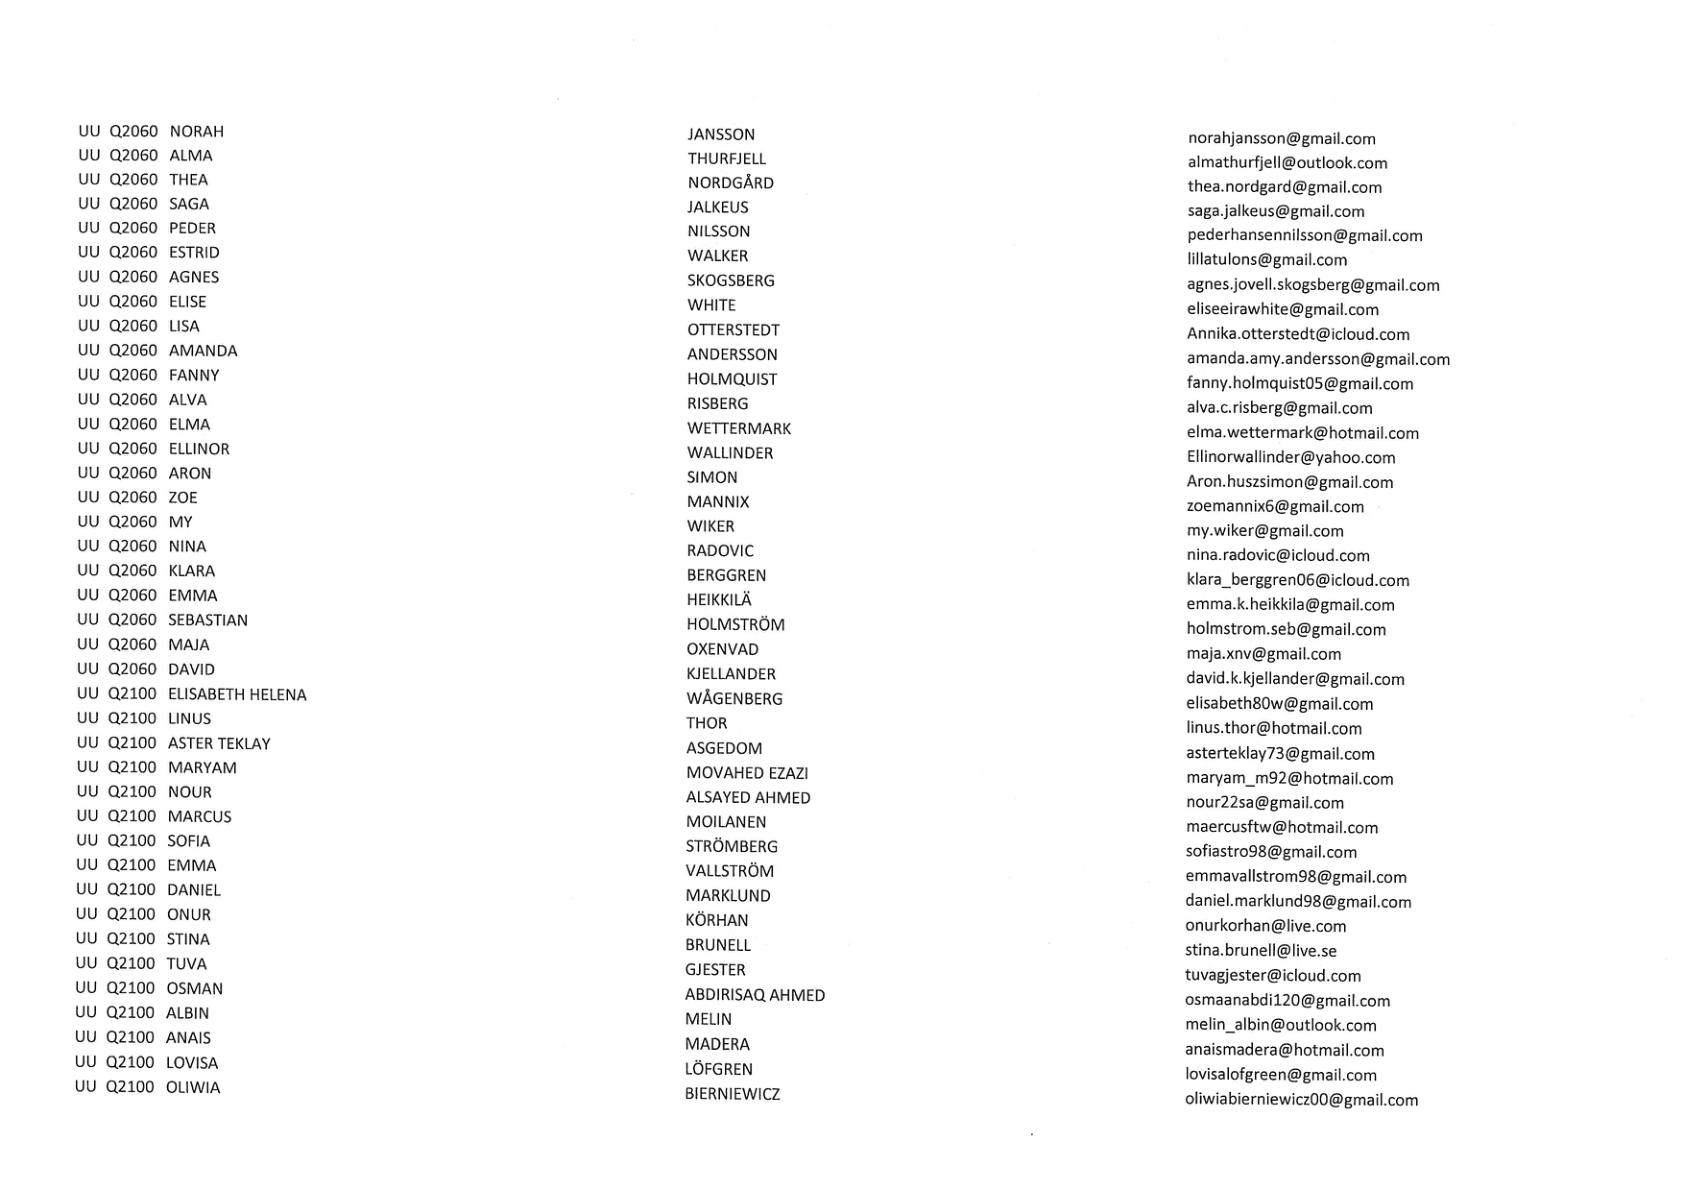 UU Q2060 NORAH JANSSON norahjansson@gmail.com
UU Q2060 ALMA THURFJELL almathurfjell@outlook.com
UU Q2060 THEA NORDGÅRD thea.nordgard@gmail.com
UU Q2060 SAGA JALKEUS saga.jalkeus@gmail.com
UU Q2060 PEDER NILSSON pederhansennilsson@gmail.com
UU Q2060 ESTRID WALKER lillatulons@gmail.com
UU Q2060 AGNES SKOGSBERG agnes.jovell.skogsberg@gmail.com
UU Q2060 ELISE WHITE eliseeirawhite@gmail.com
UU Q2060 LISA OTTERSTEDT Annika.otterstedt@icloud.com
UU Q2060 AMANDA ANDERSSON amanda.amy.andersson@gmail.com
UU Q2060 FANNY HOLMQUIST fanny.holmquist05@gmail.com
UU Q2060 ALVA RISBERG alva.c.risberg@gmail.com
UU Q2060 ELMA WETTERMARK elma.wettermark@hotmail.com
UU Q2060 ELLINOR WALLINDER Ellinorwallinder@yahoo.com
UU Q2060 ARON SIMON Aron.huszsimon@gmail.com
UU Q2060 ZOE MANNIX zoemannix6@gmail.com
UU Q2060 MY WIKER my.wiker@gmail.com
UU Q2060 NINA RADOVIC nina.radovic@icloud.com
UU Q2060 KLARA BERGGREN klara_berggren06@icloud.com
UU Q2060 EMMA HEIKKILÄ emma.k.heikkila@gmail.com
UU Q2060 SEBASTIAN HOLMSTRÖM holmstrom.seb@gmail.com
UU Q2060 MAJA OXENVAD maja.xnv@gmail.com
UU Q2060 DAVID KJELLANDER david.k.kjellander@gmail.com
UU Q2100 ELISABETH HELENA WÅGENBERG elisabeth80w@gmail.com
UU Q2100 LINUS THOR linus.thor@hotmail.com
UU Q2100 ASTER TEKLAY ASGEDOM asterteklay73@gmail.com
UU Q2100 MARYAM MOVAHED EZAZI maryam_m92@hotmail.com
UU Q2100 NOUR ALSAYED AHMED nour22sa@gmail.com
UU Q2100 MARCUS MOILANEN maercusftw@hotmail.com
UU Q2100 SOFIA STRÖMBERG sofiastro98@gmail.com
UU Q2100 EMMA VALLSTRÖM emmavallstrom98@gmail.com
UU Q2100 DANIEL MARKLUND daniel.marklund98@gmail.com
UU Q2100 ONUR KÖRHAN onurkorhan@live.com
UU Q2100 STINA BRUNELL stina.brunell@live.se
UU Q2100 TUVA GJESTER tuvagjester@icloud.com
UU Q2100 OSMAN ABDIRISAQ AHMED osmaanabdi120@gmail.com
UU Q2100 ALBIN MELIN melin_albin@outlook.com
UU Q2100 ANAIS MADERA anaismadera@hotmail.com
UU Q2100 LOVISA LÖFGREN lovisalofgreen@gmail.com
UU Q2100 OLIWIA BIERNIEWICZ oliwiabierniewicz00@gmail.com